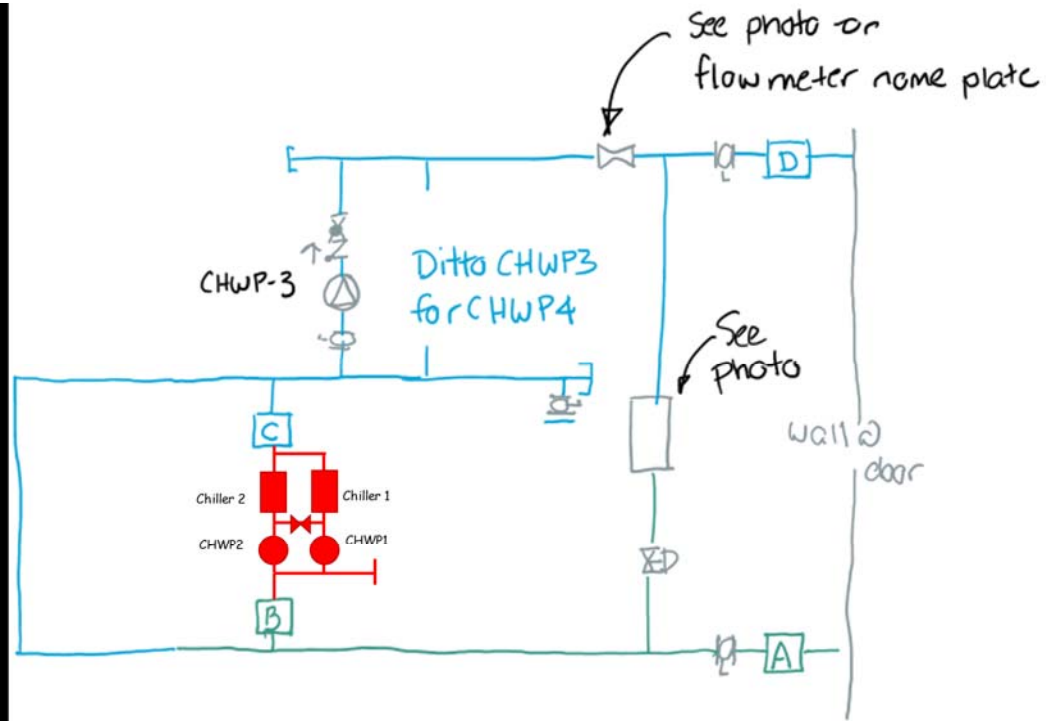 See photo or
flowmeter name plate
D
CHWP-3
Ditto CHWP3
for CHWP4
See
photo
C
wall @
door
Chiller 2
Chiller 1
CHWP2
CHWP1
B
A